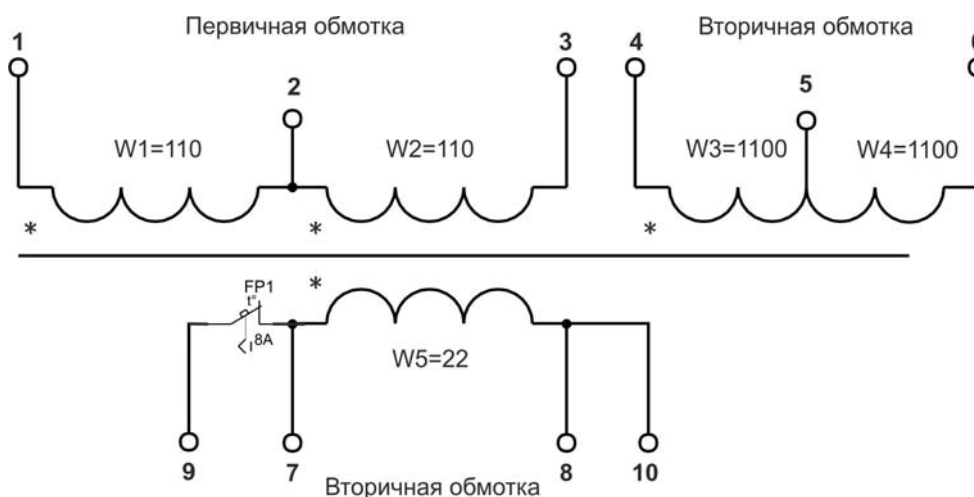 Первичная обмотка
Вторичная обмотка
1
2
3
4
5
W1=110
W2=110
W3=1100
W4=1100
*
*
*
FP1
t°
I
8A
*
W5=22
9
7
8
10
Вторичная обмотка